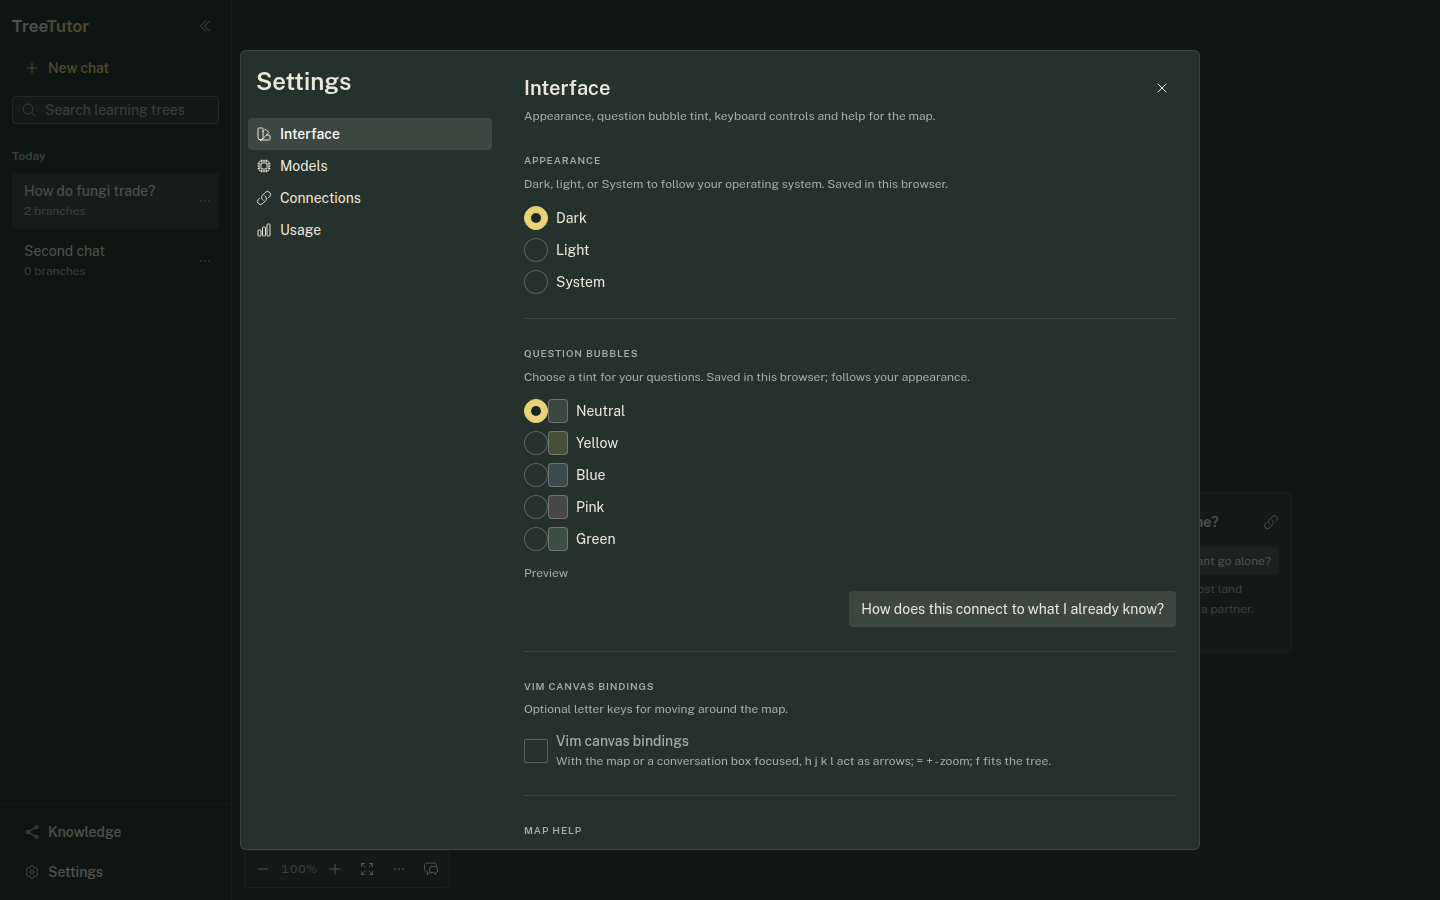 TreeTutor
New chat
Search learning trees
Today
How do fungi trade?
2 branches
Second chat
0 branches
Knowledge
Settings
Settings
Interface
Models
Connections
Usage
Interface
Appearance, question bubble tint, keyboard controls and help for the map.
APPEARANCE
Dark, light, or System to follow your operating system. Saved in this browser.
Dark
Light
System
QUESTION BUBBLES
Choose a tint for your questions. Saved in this browser; follows your appearance.
Neutral
Yellow
Blue
Pink
Green
Preview
How does this connect to what I already know?
VIM CANVAS BINDINGS
Optional letter keys for moving around the map.
Vim canvas bindings
With the map or a conversation box focused, h j k l act as arrows; = + - zoom; f fits the tree.
MAP HELP
go alone?
land
a partner.
100%